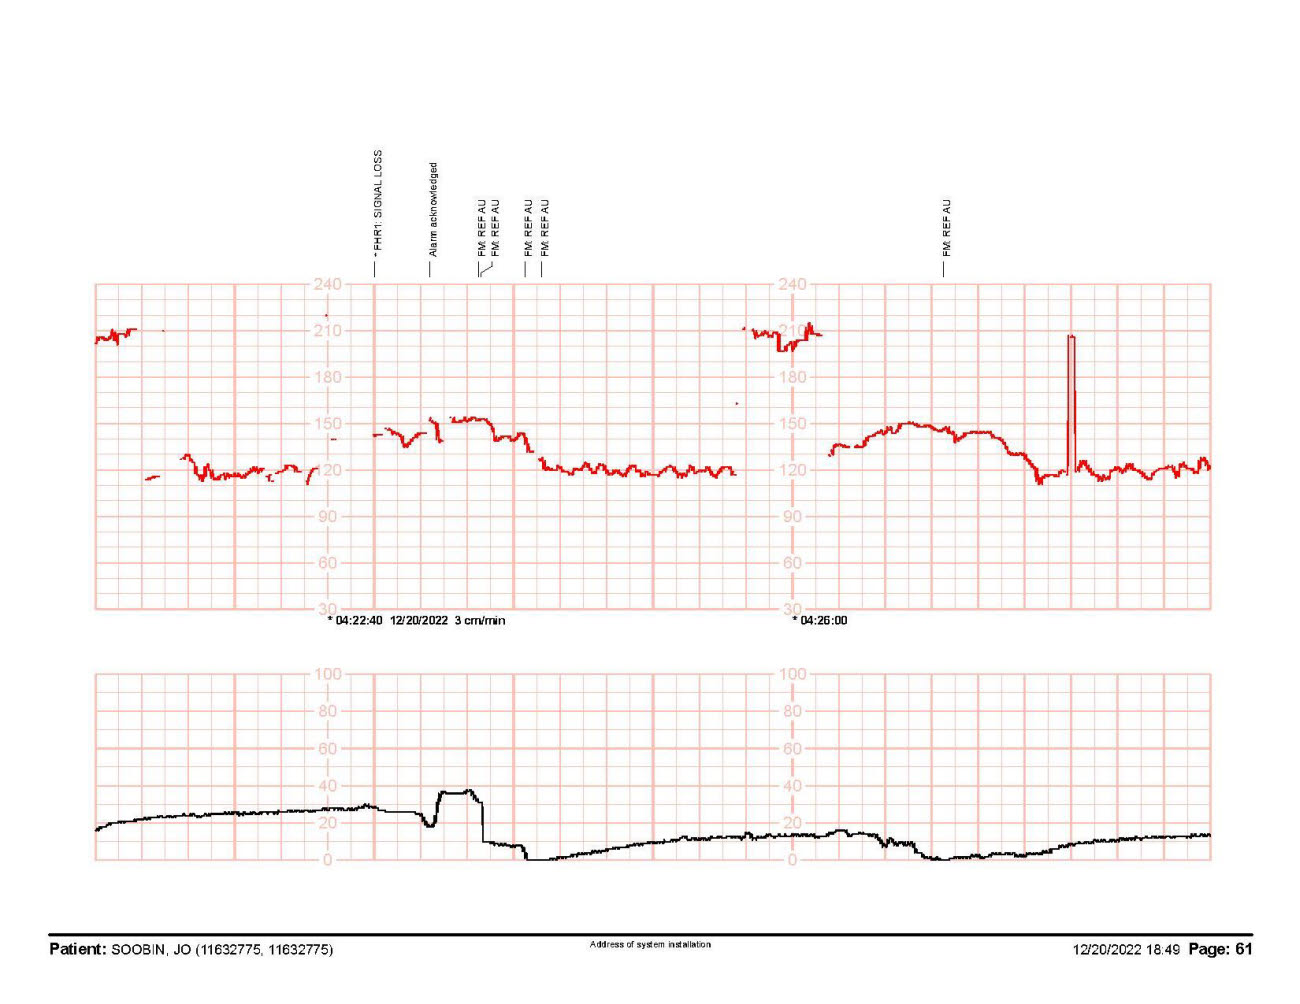 * FHR1: SIGNAL LOSS
Alarm acknowledged
FM: REF AU
FM: REF AU
FM: REF AU
FM: REF AU
FM: REF AU
240 240
210 210
180 180
150 150
120 120
90 90
60 60
30 30
* 04:22:40 12/20/2022 3 cm/min * 04:26:00
100 100
80 80
60 60
40 40
20 20
0 0
Patient: SOOBIN, JO (11632775, 11632775) Address of system installation 12/20/2022 18:49 Page: 61